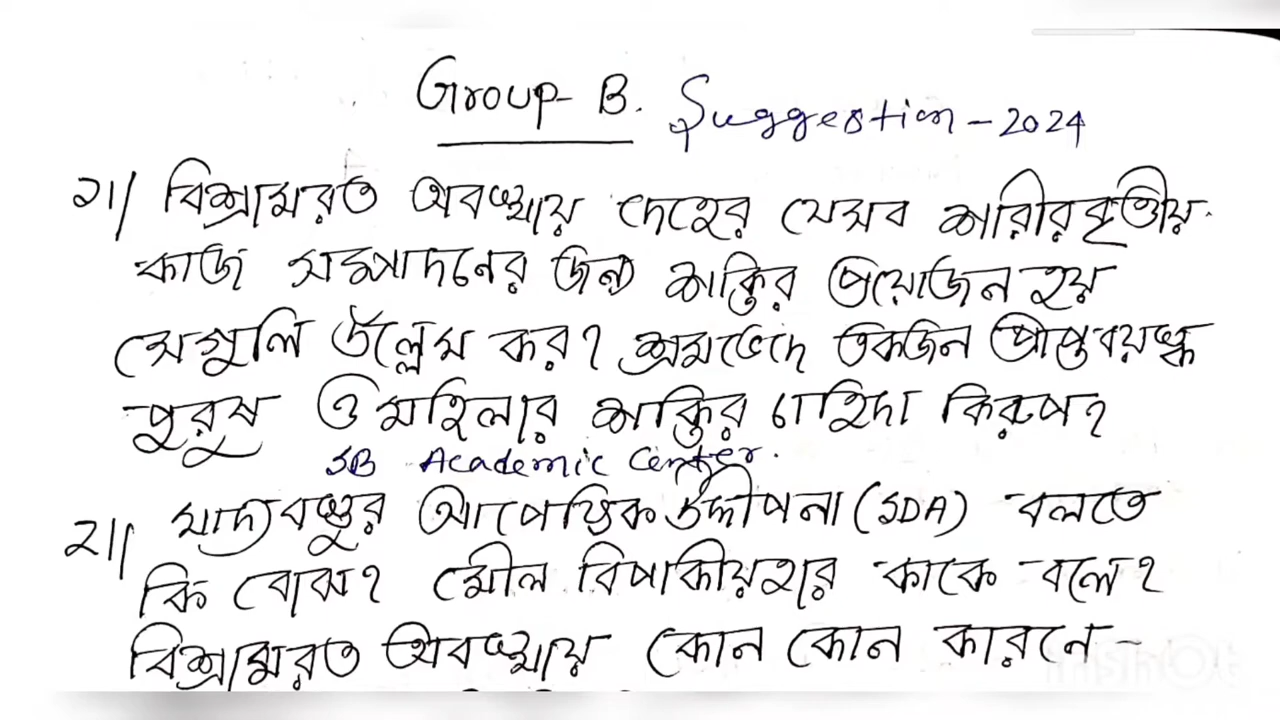 Group- B. Suggestion - 2024
১।/ বিশ্রামরত অবস্থায় দেহের যেসব শারীরবৃত্তীয়
কাজ সম্পাদনের জন্য শক্তির প্রয়োজন হয়
সেগুলি উল্লেখ কর? শ্রমভেদে একজন প্রাপ্তবয়স্ক
পুরুষ ও মহিলার শক্তির চাহিদা কিরূপ?
SB Academic Center.
২।/ খাদ্যবস্তুর আপেক্ষিক উদ্দীপনা (SDA) বলতে
কি বোঝ? মৌল বিপাকীয়হার কাকে বলে?
বিশ্রামরত অবস্থায় কোন কোন কারনে -